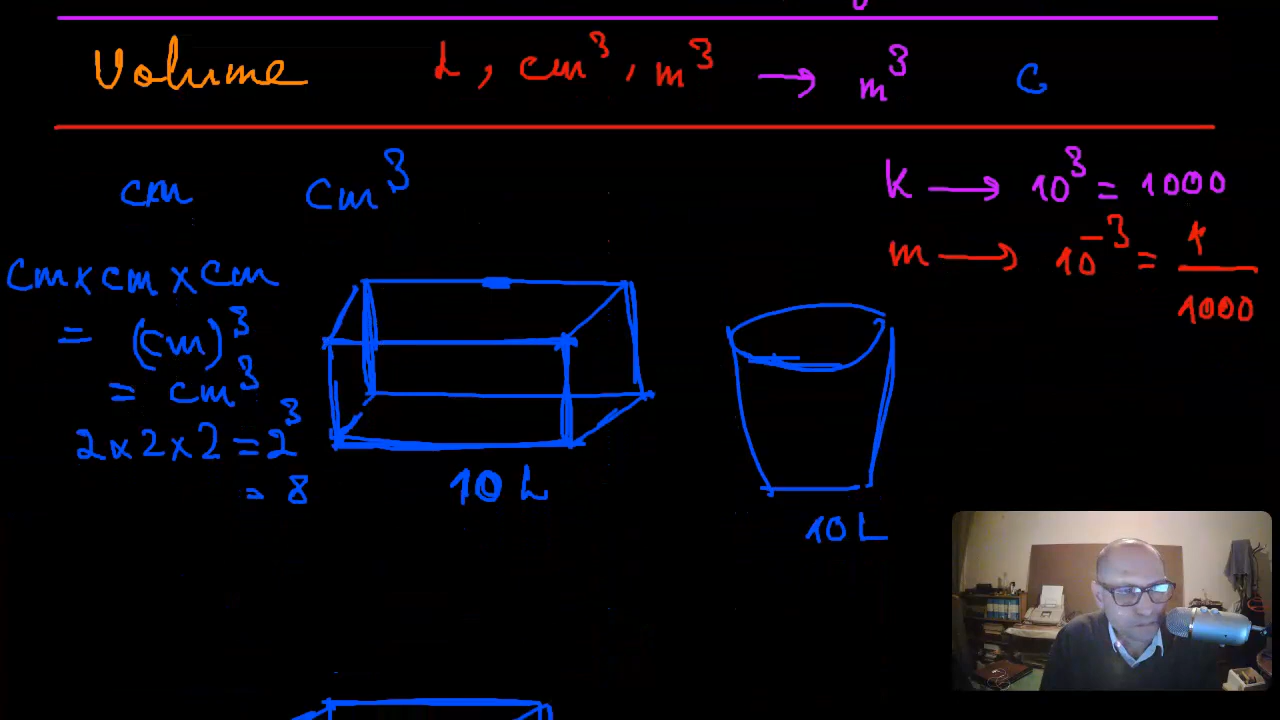 Volume L, cm³, m³ → m³ C
cm cm³
k → 10³ = 1000
m → 10⁻³ = 1/1000
cm × cm × cm
= (cm)³
= cm³
2 × 2 × 2 = 2³
= 8
10 L
10 L